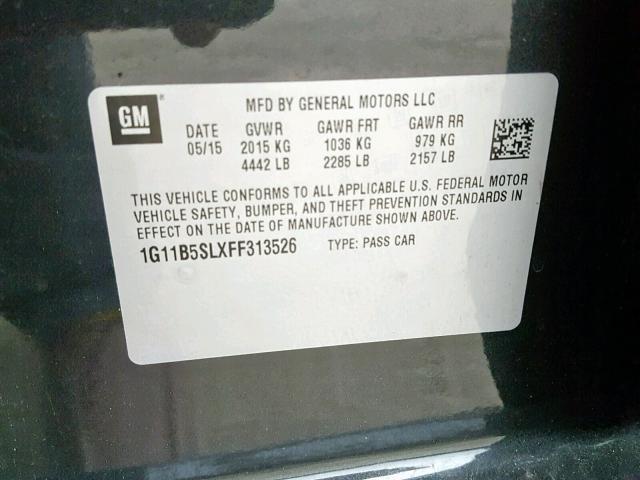 GM
MFD BY GENERAL MOTORS LLC
DATE GVWR GAWR FRT GAWR RR
05/15 2015 KG 1036 KG 979 KG
4442 LB 2285 LB 2157 LB
THIS VEHICLE CONFORMS TO ALL APPLICABLE U.S. FEDERAL MOTOR
VEHICLE SAFETY, BUMPER, AND THEFT PREVENTION STANDARDS IN
EFFECT ON THE DATE OF MANUFACTURE SHOWN ABOVE.
1G11B5SLXFF313526 TYPE: PASS CAR